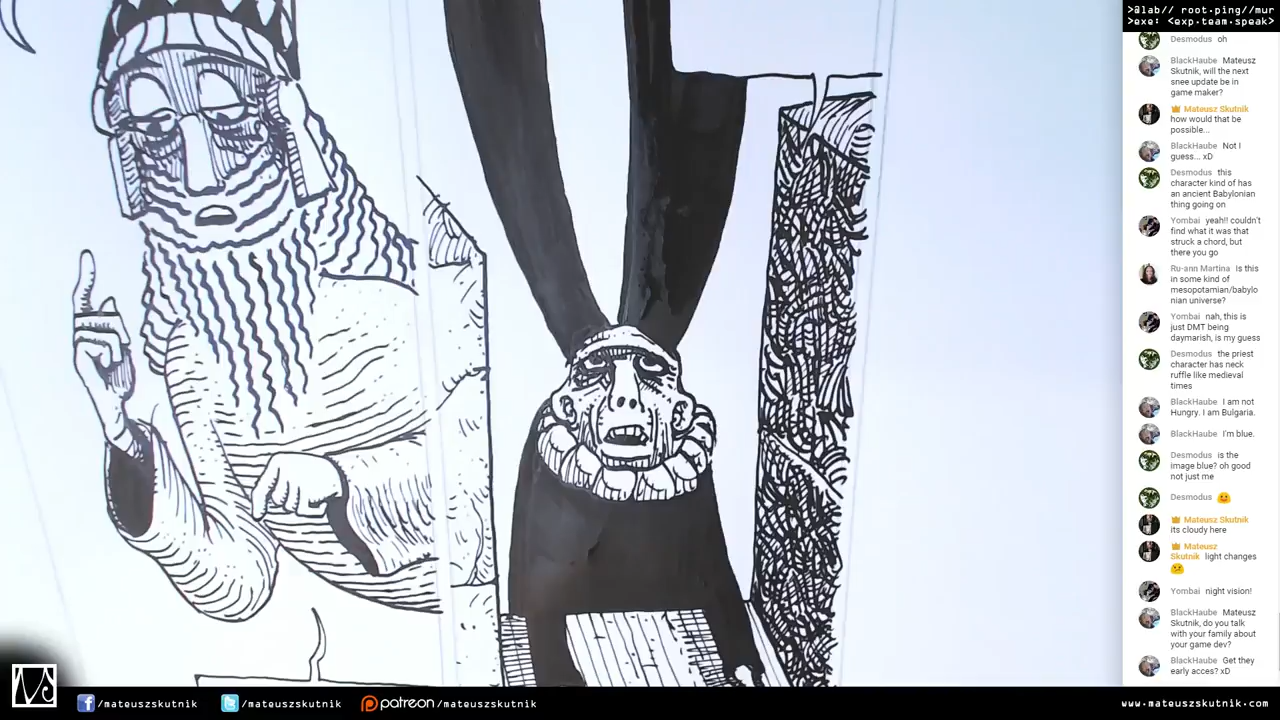 >@lab// root.ping//mur
>exe: <exp.team.speak>
Desmodus oh
BlackHaube Mateusz
Skutnik, will the next
snee update be in
game maker?
Mateusz Skutnik
how would that be
possible...
BlackHaube Not I
guess... xD
Desmodus this
character kind of has
an ancient Babylonian
thing going on
Yombai yeah!! couldn't
find what it was that
struck a chord, but
there you go
Ru-ann Martina Is this
in some kind of
mesopotamian/babylo
nian universe?
Yombai nah, this is
just DMT being
daymarish, is my guess
Desmodus the priest
character has neck
ruffle like medieval
times
BlackHaube I am not
Hungry. I am Bulgaria.
BlackHaube I'm blue.
Desmodus is the
image blue? oh good
not just me
Desmodus
Mateusz Skutnik
its cloudy here
Mateusz
Skutnik light changes
Yombai night vision!
BlackHaube Mateusz
Skutnik, do you talk
with your family about
your game dev?
BlackHaube Get they
early acces? xD
/mateuszskutnik
/mateuszskutnik
patreon/mateuszskutnik
www.mateuszskutnik.com